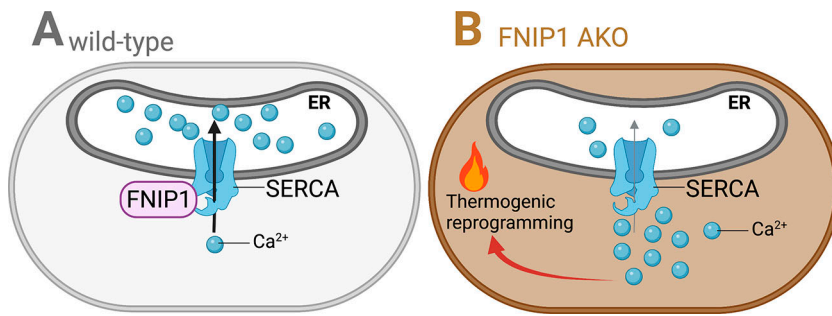 A wild-type
ER
FNIP1
SERCA
Ca²⁺
B FNIP1 AKO
ER
SERCA
Thermogenic
reprogramming
Ca²⁺